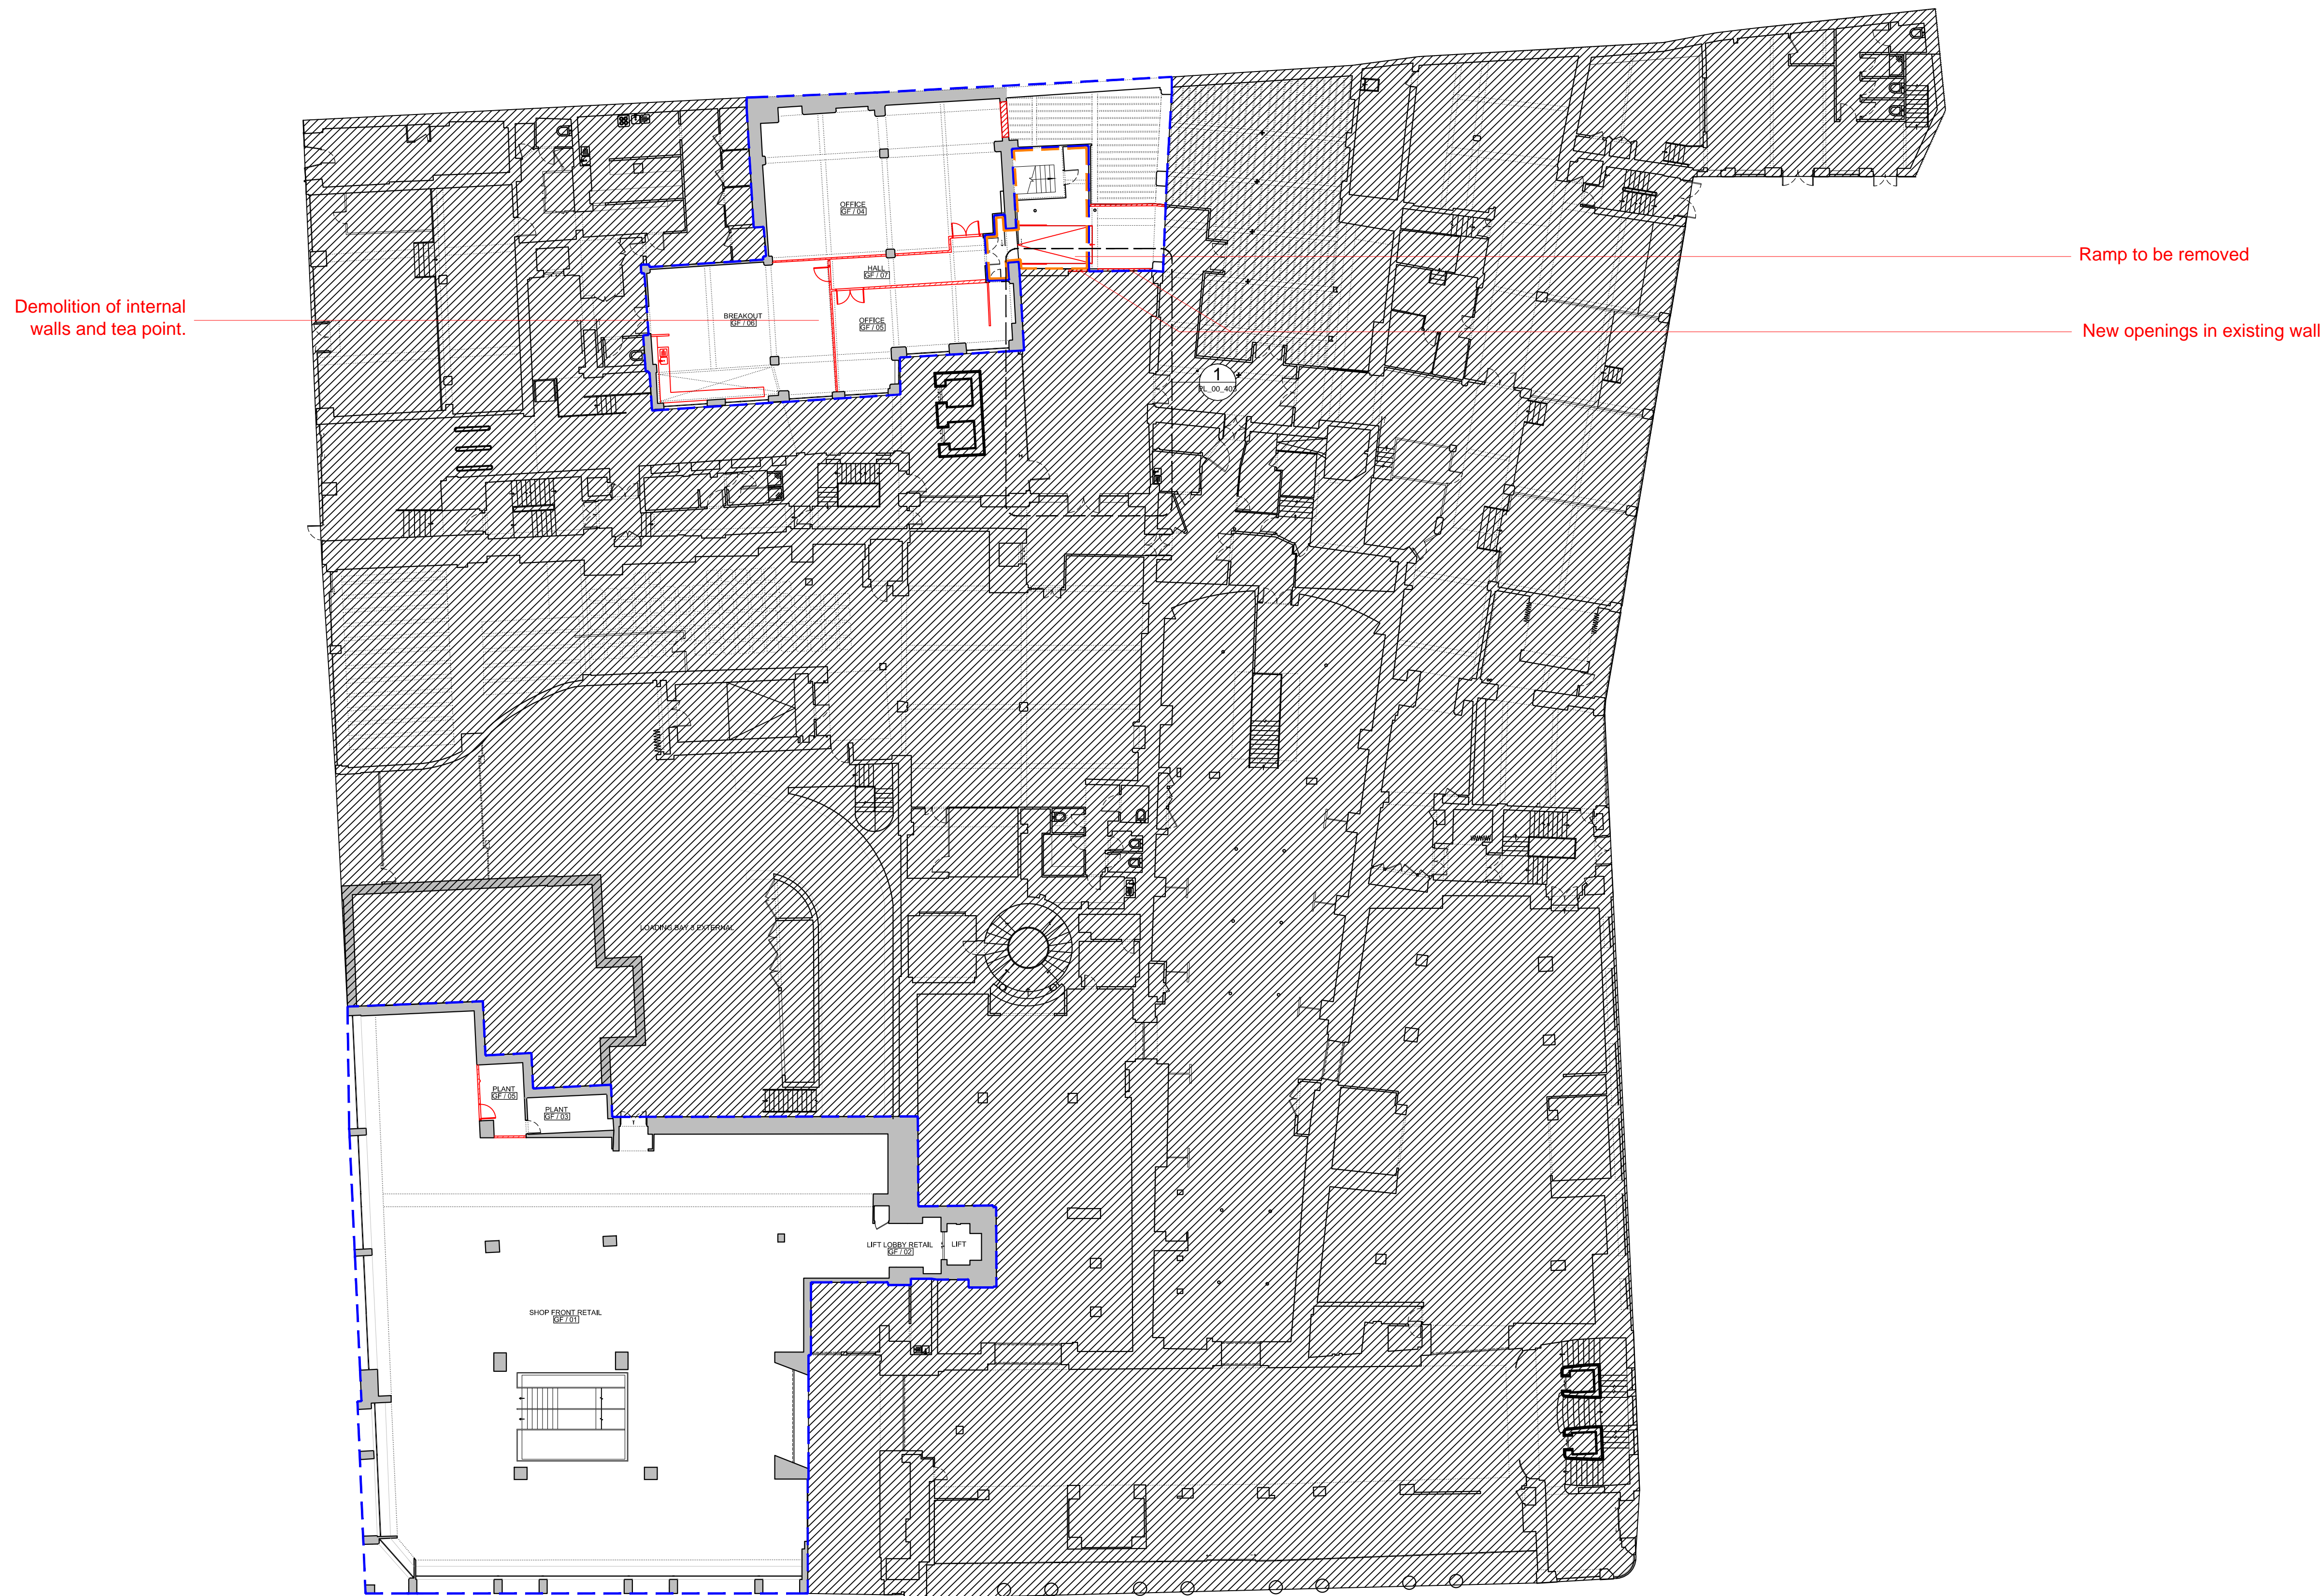 OFFICE
GF / 04
HALL
GF / 07
Ramp to be removed
Demolition of internal
walls and tea point.
BREAKOUT
GF / 06
OFFICE
GF / 05
New openings in existing wall
1
LOADING BAY 3 EXTERNAL
PLANT
GF / 05
PLANT
GF / 03
LIFT LOBBY RETAIL
GF / 02
LIFT
SHOP FRONT RETAIL
GF / 01